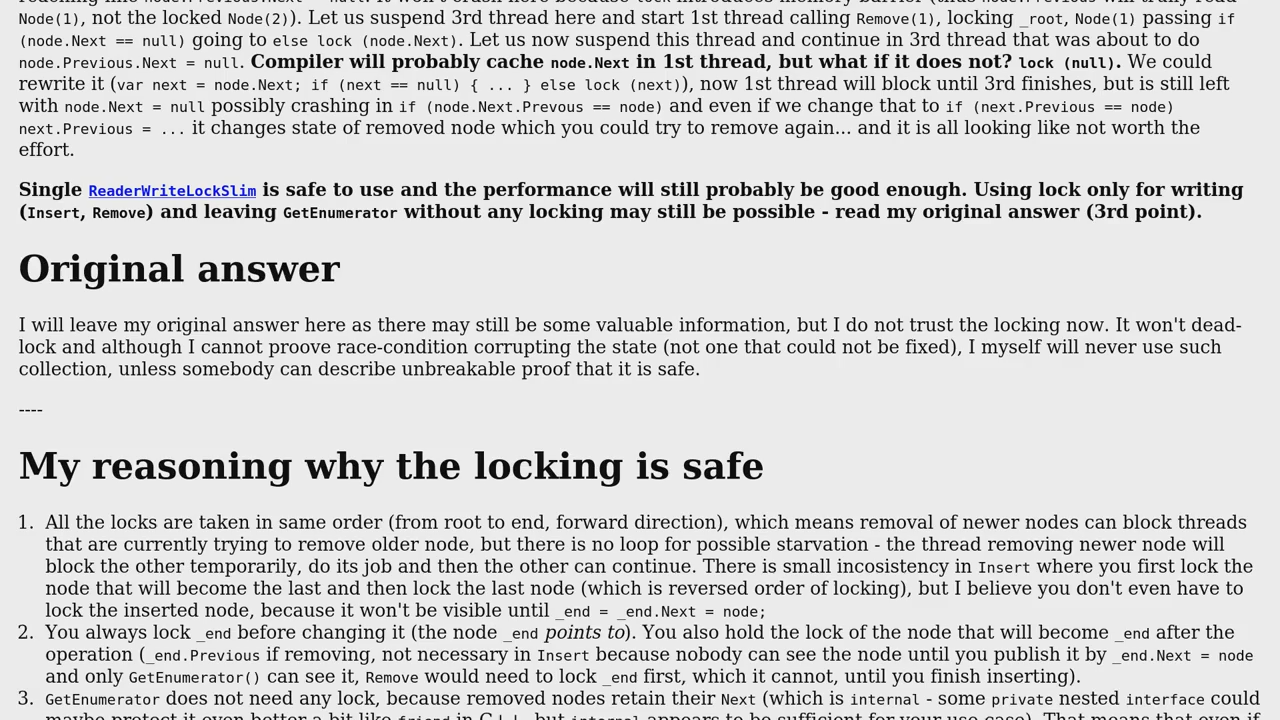 Node(1), not the locked Node(2)). Let us suspend 3rd thread here and start 1st thread calling Remove(1), locking _root, Node(1) passing if
(node.Next == null) going to else lock (node.Next). Let us now suspend this thread and continue in 3rd thread that was about to do
node.Previous.Next = null. Compiler will probably cache node.Next in 1st thread, but what if it does not? lock (null). We could
rewrite it (var next = node.Next; if (next == null) { ... } else lock (next)), now 1st thread will block until 3rd finishes, but is still left
with node.Next = null possibly crashing in if (node.Next.Prevous == node) and even if we change that to if (next.Previous == node)
next.Previous = ... it changes state of removed node which you could try to remove again... and it is all looking like not worth the
effort.
Single ReaderWriteLockSlim is safe to use and the performance will still probably be good enough. Using lock only for writing
(Insert, Remove) and leaving GetEnumerator without any locking may still be possible - read my original answer (3rd point).
Original answer
I will leave my original answer here as there may still be some valuable information, but I do not trust the locking now. It won't dead-
lock and although I cannot proove race-condition corrupting the state (not one that could not be fixed), I myself will never use such
collection, unless somebody can describe unbreakable proof that it is safe.
----
My reasoning why the locking is safe
1. All the locks are taken in same order (from root to end, forward direction), which means removal of newer nodes can block threads
that are currently trying to remove older node, but there is no loop for possible starvation - the thread removing newer node will
block the other temporarily, do its job and then the other can continue. There is small incosistency in Insert where you first lock the
node that will become the last and then lock the last node (which is reversed order of locking), but I believe you don't even have to
lock the inserted node, because it won't be visible until _end = _end.Next = node;
2. You always lock _end before changing it (the node _end points to). You also hold the lock of the node that will become _end after the
operation (_end.Previous if removing, not necessary in Insert because nobody can see the node until you publish it by _end.Next = node
and only GetEnumerator() can see it, Remove would need to lock _end first, which it cannot, until you finish inserting).
3. GetEnumerator does not need any lock, because removed nodes retain their Next (which is internal - some private nested interface could